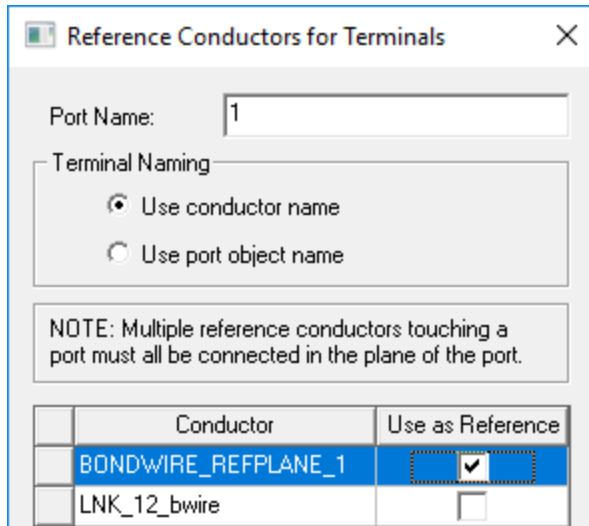 Reference Conductors for Terminals
Port Name:
1
Terminal Naming
Use conductor name
Use port object name
NOTE: Multiple reference conductors touching a
port must all be connected in the plane of the port.
Conductor Use as Reference
BONDWIRE_REFPLANE_1
LNK_12_bwire